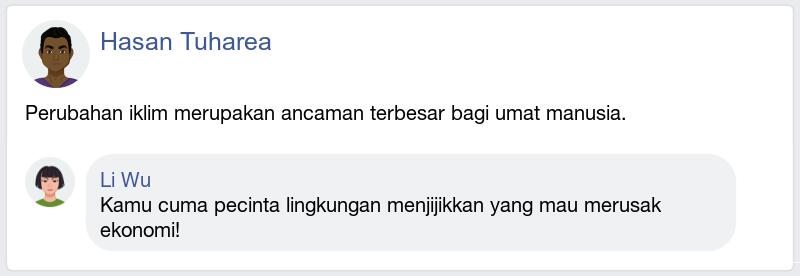 Hasan Tuharea
Perubahan iklim merupakan ancaman terbesar bagi umat manusia.
Li Wu
Kamu cuma pecinta lingkungan menjijikkan yang mau merusak
ekonomi!